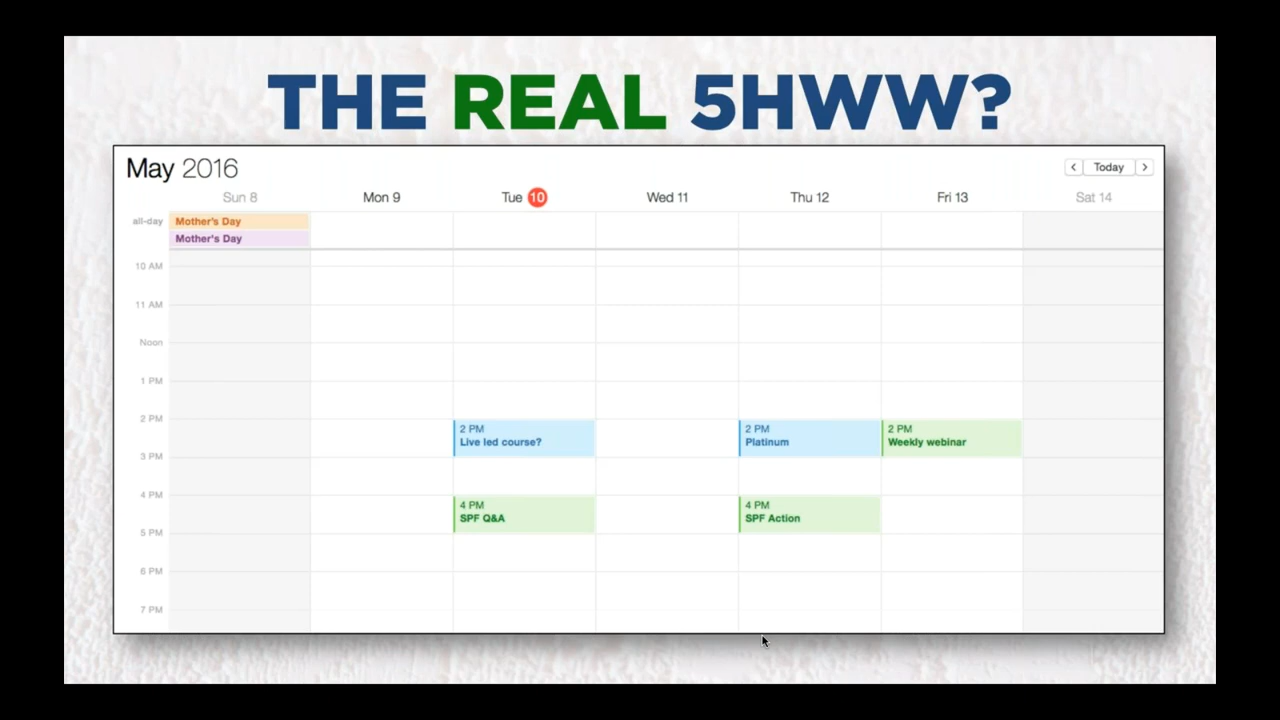 THE REAL 5HWW?
May 2016
Today
Sun 8 Mon 9 Tue 10 Wed 11 Thu 12 Fri 13 Sat 14
all-day Mother's Day
Mother's Day
10 AM
11 AM
Noon
1 PM
2 PM
2 PM
Live led course?
2 PM
Platinum
2 PM
Weekly webinar
3 PM
4 PM
4 PM
SPF Q&A
4 PM
SPF Action
5 PM
6 PM
7 PM